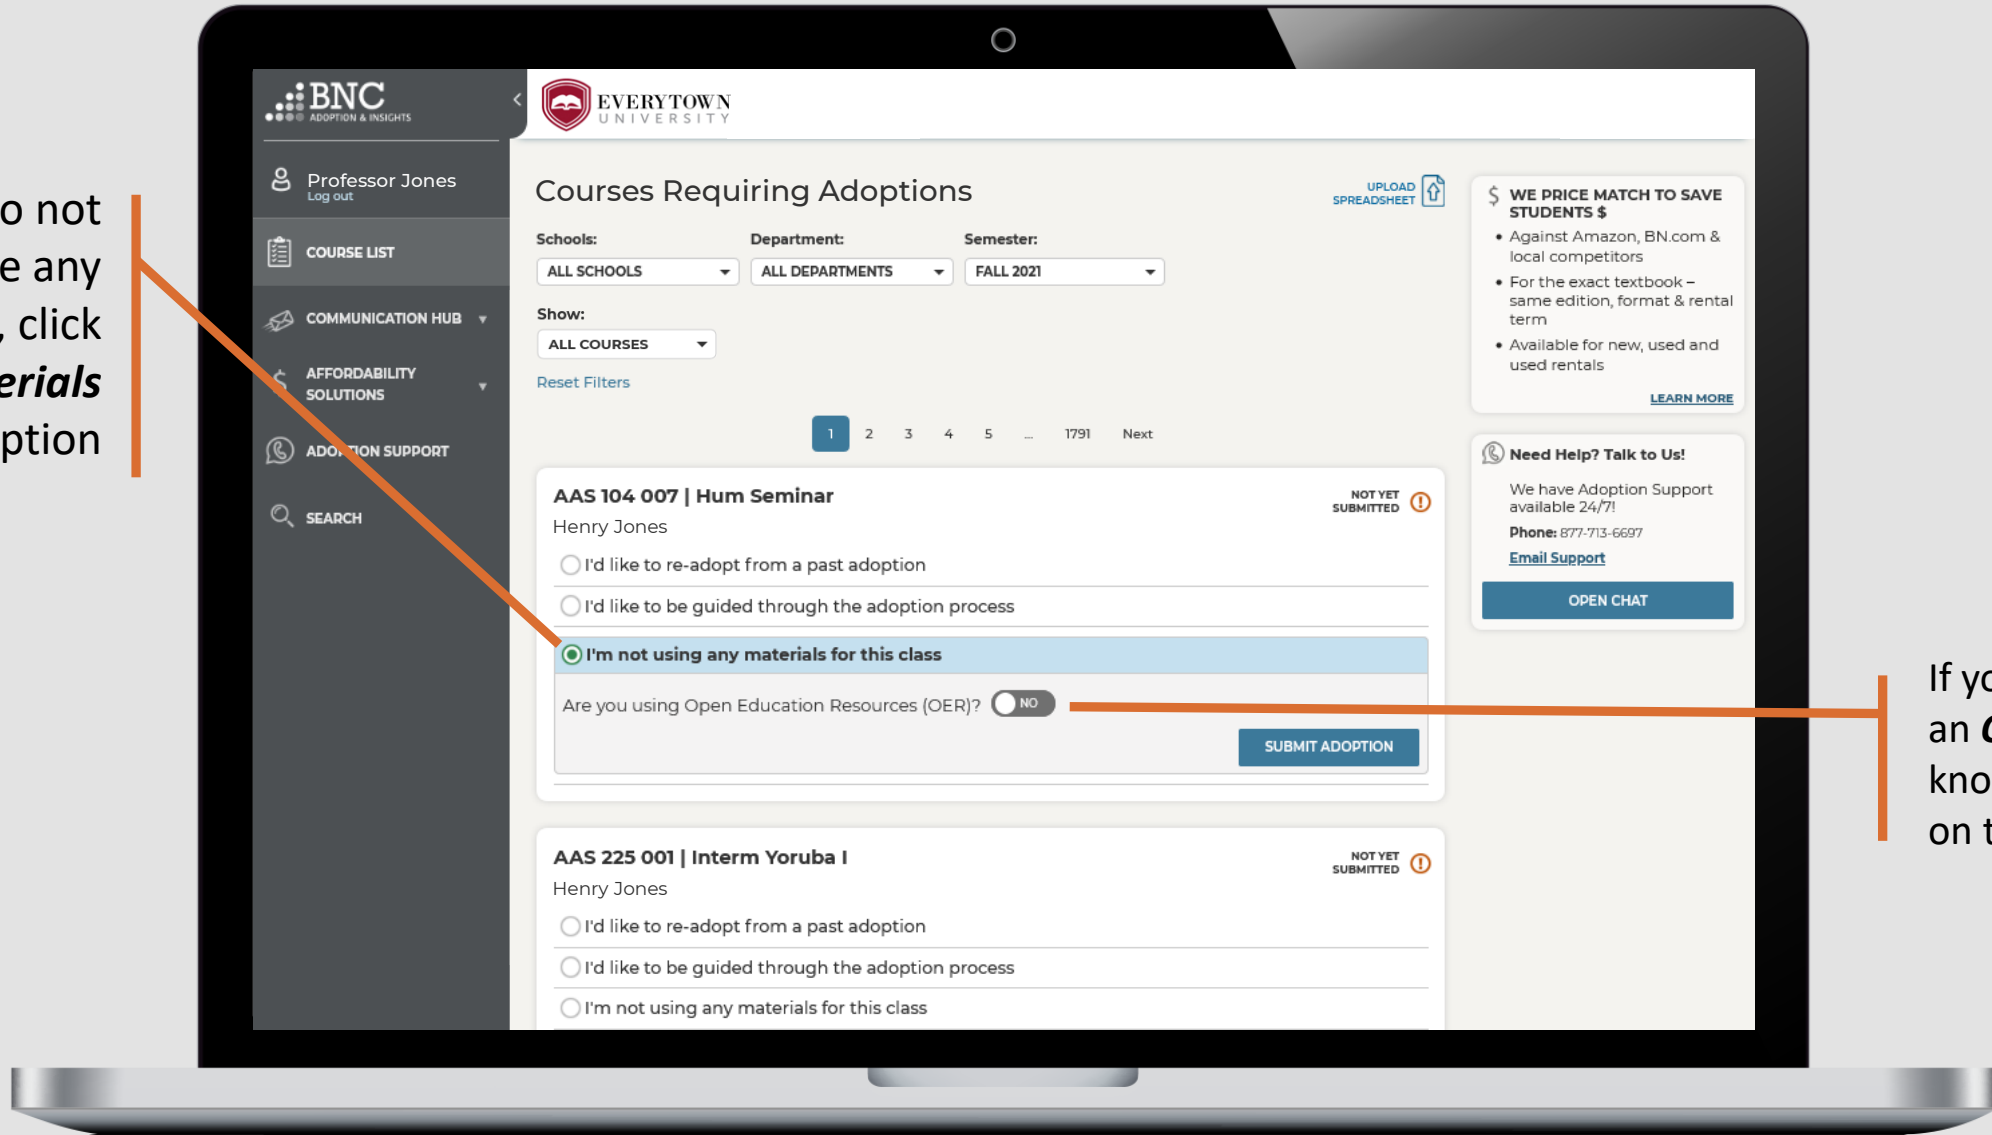 o not
e any
, click
erials
ption
BNC
ADOPTION & INSIGHTS
Professor Jones
Log out
COURSE LIST
COMMUNICATION HUB
AFFORDABILITY
SOLUTIONS
ADOPTION SUPPORT
SEARCH
EVERYTOWN
UNIVERSITY
Courses Requiring Adoptions
UPLOAD
SPREADSHEET
Schools:
Department:
Semester:
ALL SCHOOLS
ALL DEPARTMENTS
FALL 2021
Show:
ALL COURSES
Reset Filters
1 2 3 4 5 ... 1791 Next
AAS 104 007 | Hum Seminar
NOT YET
SUBMITTED
Henry Jones
I'd like to re-adopt from a past adoption
I'd like to be guided through the adoption process
I'm not using any materials for this class
Are you using Open Education Resources (OER)? NO
SUBMIT ADOPTION
AAS 225 001 | Interm Yoruba I
NOT YET
SUBMITTED
Henry Jones
I'd like to re-adopt from a past adoption
I'd like to be guided through the adoption process
I'm not using any materials for this class
$ WE PRICE MATCH TO SAVE
STUDENTS $
• Against Amazon, BN.com &
local competitors
• For the exact textbook –
same edition, format & rental
term
• Available for new, used and
used rentals
LEARN MORE
Need Help? Talk to Us!
We have Adoption Support
available 24/7!
Phone: 877-713-6697
Email Support
OPEN CHAT
If yo
an
kno
on t